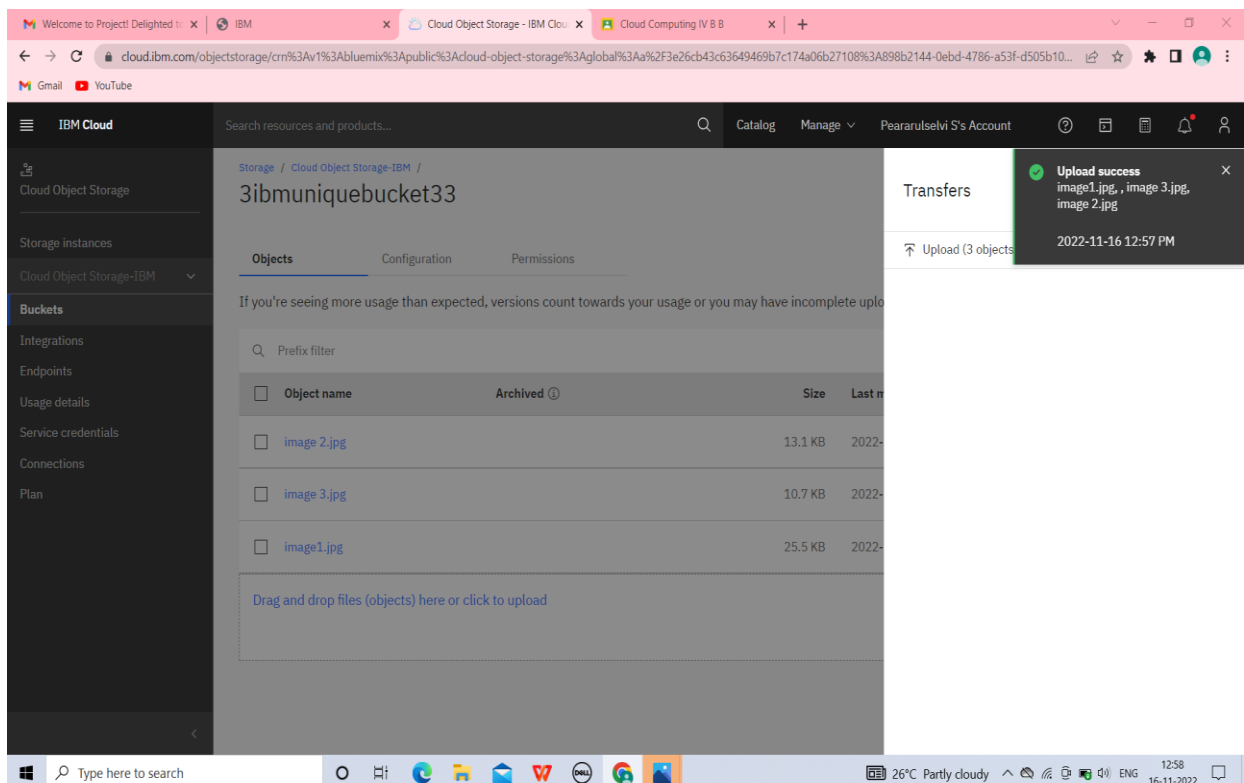 Welcome to Project! Delighted to
IBM
Cloud Object Storage - IBM Clou
Cloud Computing IV B B
cloud.ibm.com/objectstorage/crn%3Av1%3Abluemix%3Apublic%3Acloud-object-storage%3Aglobal%3Aa%2F3e26cb43c63649469b7c174a06b27108%3A898b2144-0ebd-4786-a53f-d505b10...
Gmail YouTube
IBM Cloud
Search resources and products...
Catalog Manage Peararulselvi S's Account
Cloud Object Storage
Storage instances
Cloud Object Storage-IBM
Buckets
Integrations
Endpoints
Usage details
Service credentials
Connections
Plan
Storage / Cloud Object Storage-IBM /
3ibmuniquebucket33
Objects Configuration Permissions
If you're seeing more usage than expected, versions count towards your usage or you may have incomplete uplo
Prefix filter
Object name Archived Size Last m
image 2.jpg 13.1 KB 2022-
image 3.jpg 10.7 KB 2022-
image1.jpg 25.5 KB 2022-
Drag and drop files (objects) here or click to upload
Transfers
Upload (3 objects
Upload success
image1.jpg, , image 3.jpg,
image 2.jpg
2022-11-16 12:57 PM
Type here to search
DELL
26°C Partly cloudy
ENG
12:58
16-11-2022